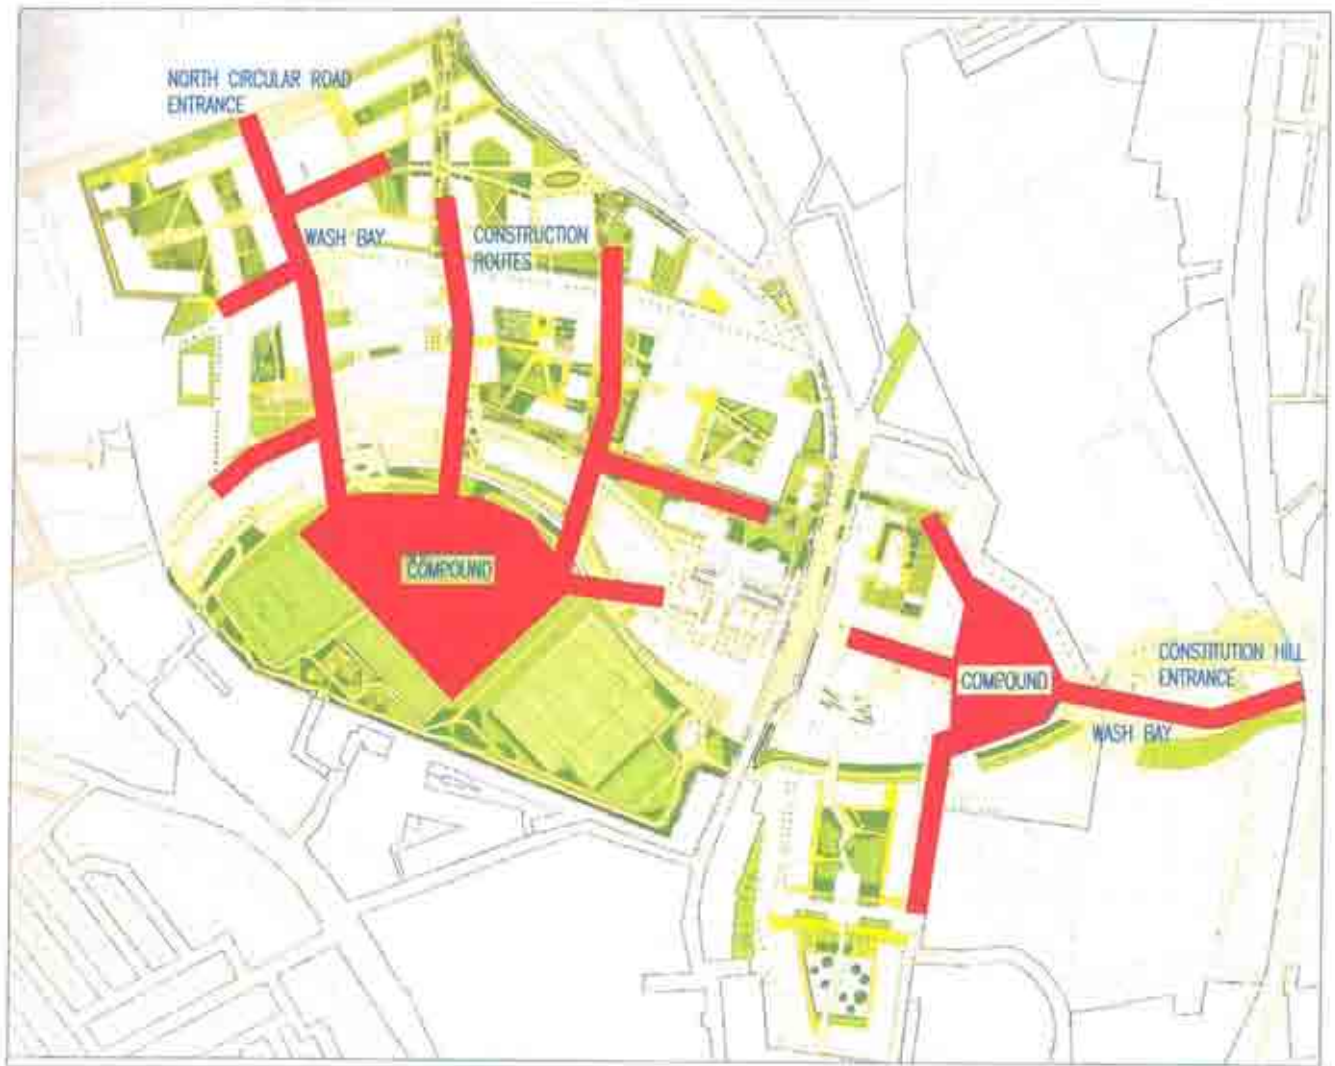 NORTH CIRCULAR ROAD
ENTRANCE
WASH BAY
CONSTRUCTION
ROUTES
COMPOUND
CONSTITUTION HILL
ENTRANCE
COMPOUND
WASH BAY